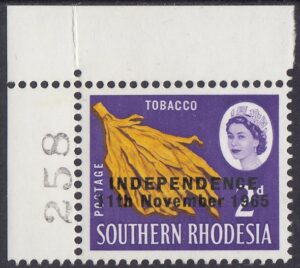 TOBACCO
258
POSTAGE
INDEPENDENCE
11th November 1965
2d
SOUTHERN RHODESIA